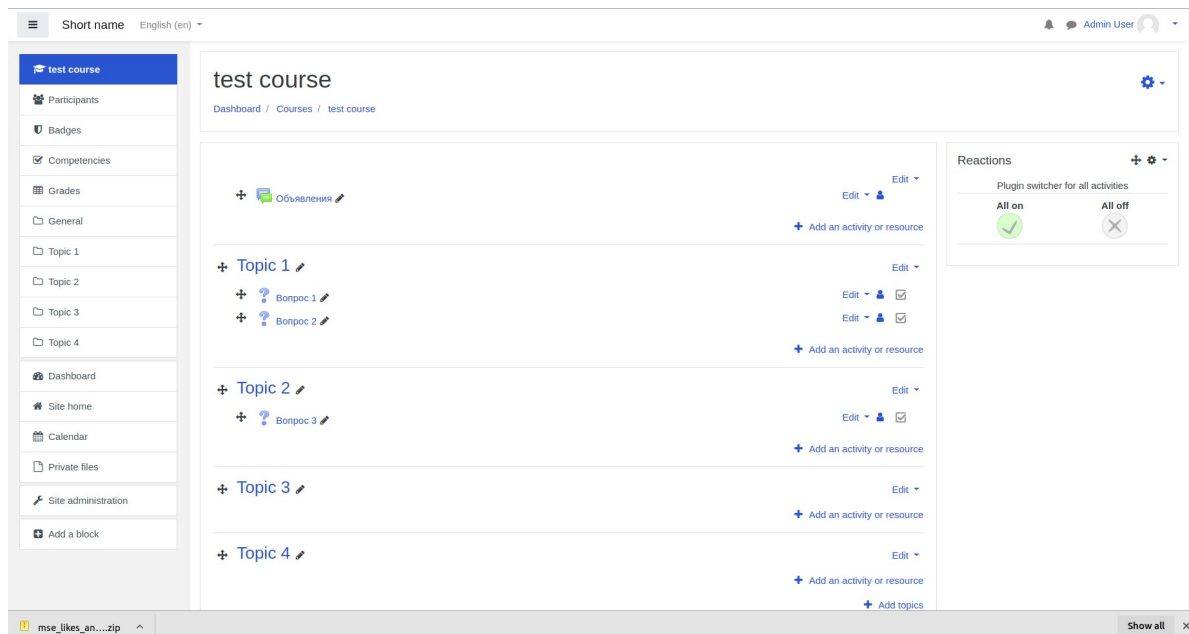 Short name English (en)
Admin User
test course
Participants
Badges
Competencies
Grades
General
Topic 1
Topic 2
Topic 3
Topic 4
Dashboard
Site home
Calendar
Private files
Site administration
Add a block
test course
Dashboard / Courses / test course
Edit
Объявления Edit
Add an activity or resource
Topic 1 Edit
Вопрос 1 Edit
Вопрос 2 Edit
Add an activity or resource
Topic 2 Edit
Вопрос 3 Edit
Add an activity or resource
Topic 3 Edit
Add an activity or resource
Topic 4 Edit
Add an activity or resource
Add topics
Reactions
Plugin switcher for all activities
All on All off
mse_likes_an....zip
Show all